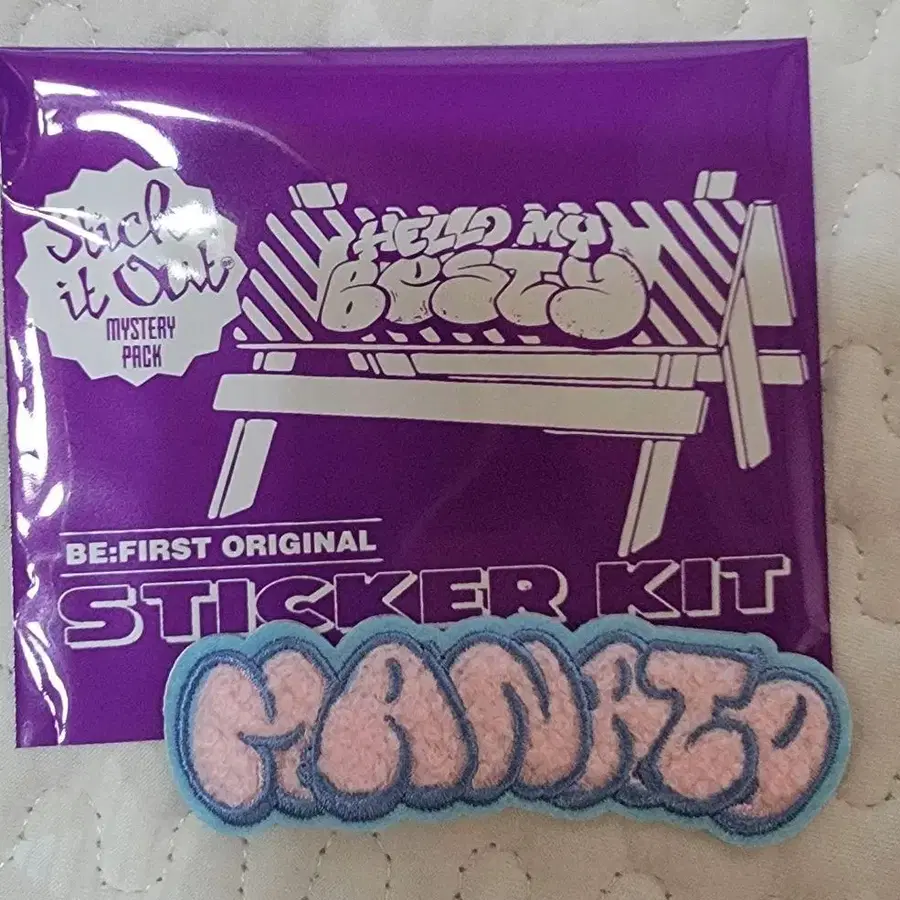 Stick
it Out
MYSTERY
PACK
HELLO MY
BESTY
BE:FIRST ORIGINAL
STICKER KIT
MANATO